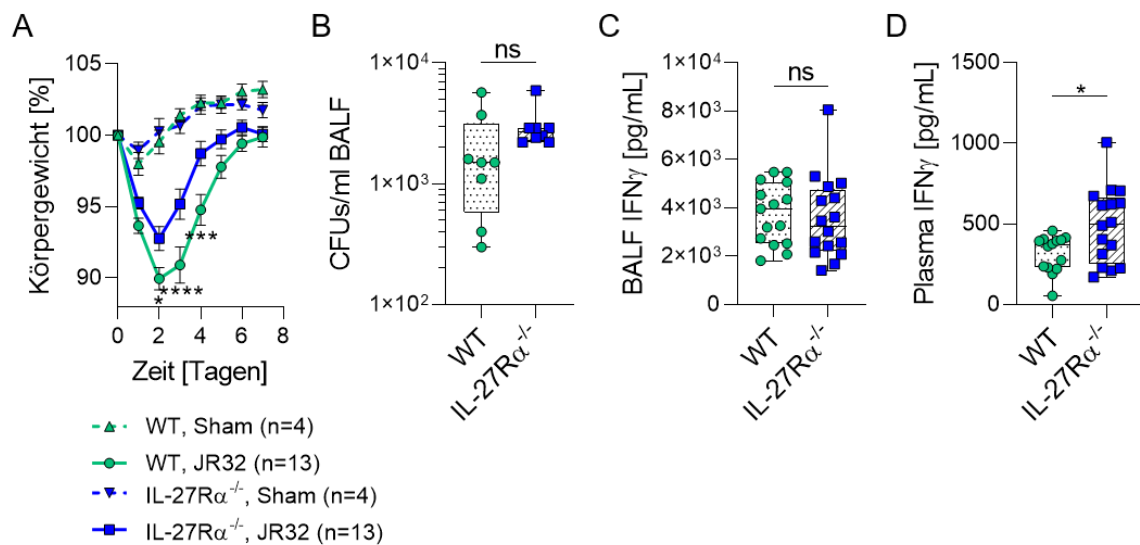 A
Körpergewicht [%]
105
100
95
90
0 2 4 6 8
Zeit [Tagen]
***
****
*
WT, Sham (n=4)
WT, JR32 (n=13)
IL-27Rα⁻/⁻, Sham (n=4)
IL-27Rα⁻/⁻, JR32 (n=13)
B
CFUs/ml BALF
1×10⁴
1×10³
1×10²
ns
WT
IL-27Rα⁻/⁻
C
BALF IFNγ [pg/mL]
1×10⁴
8×10³
6×10³
4×10³
2×10³
0
ns
WT
IL-27Rα⁻/⁻
D
Plasma IFNγ [pg/mL]
1500
1000
500
0
*
WT
IL-27Rα⁻/⁻